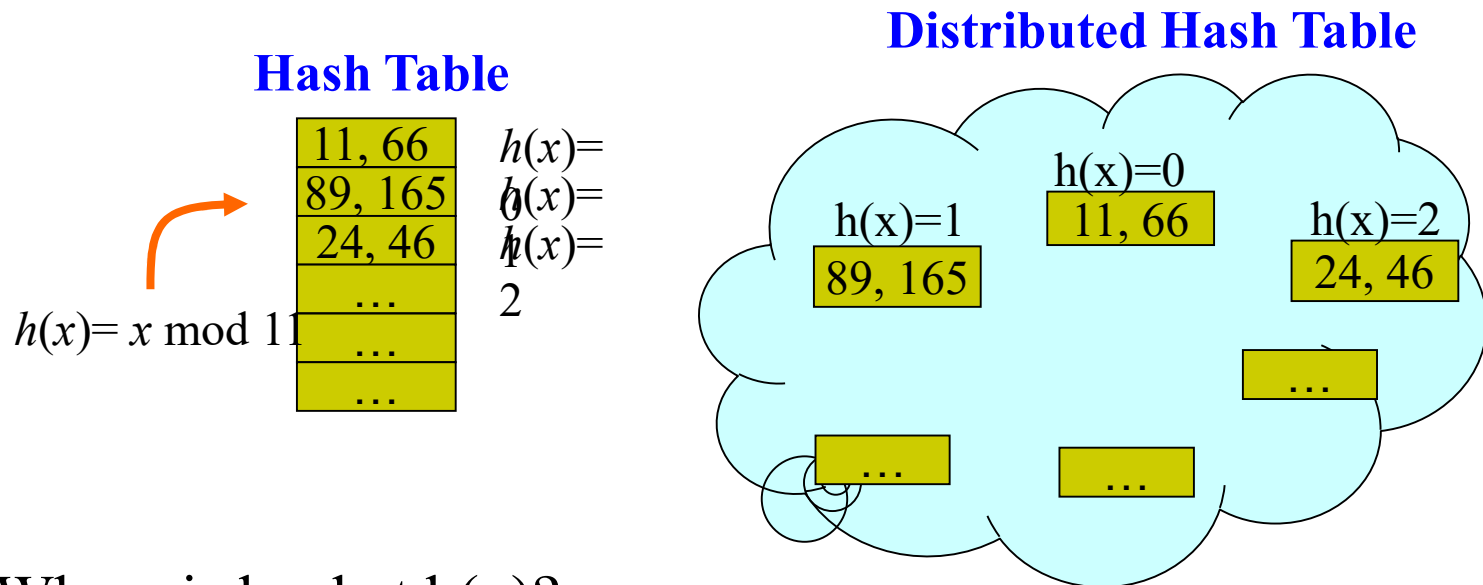 Distributed Hash Table
Hash Table
11, 66
h(x)=
0
89, 165
h(x)=
1
24, 46
h(x)=
2
...
...
...
h(x)= x mod 11
h(x)=0
11, 66
h(x)=1
89, 165
h(x)=2
24, 46
...
...
...